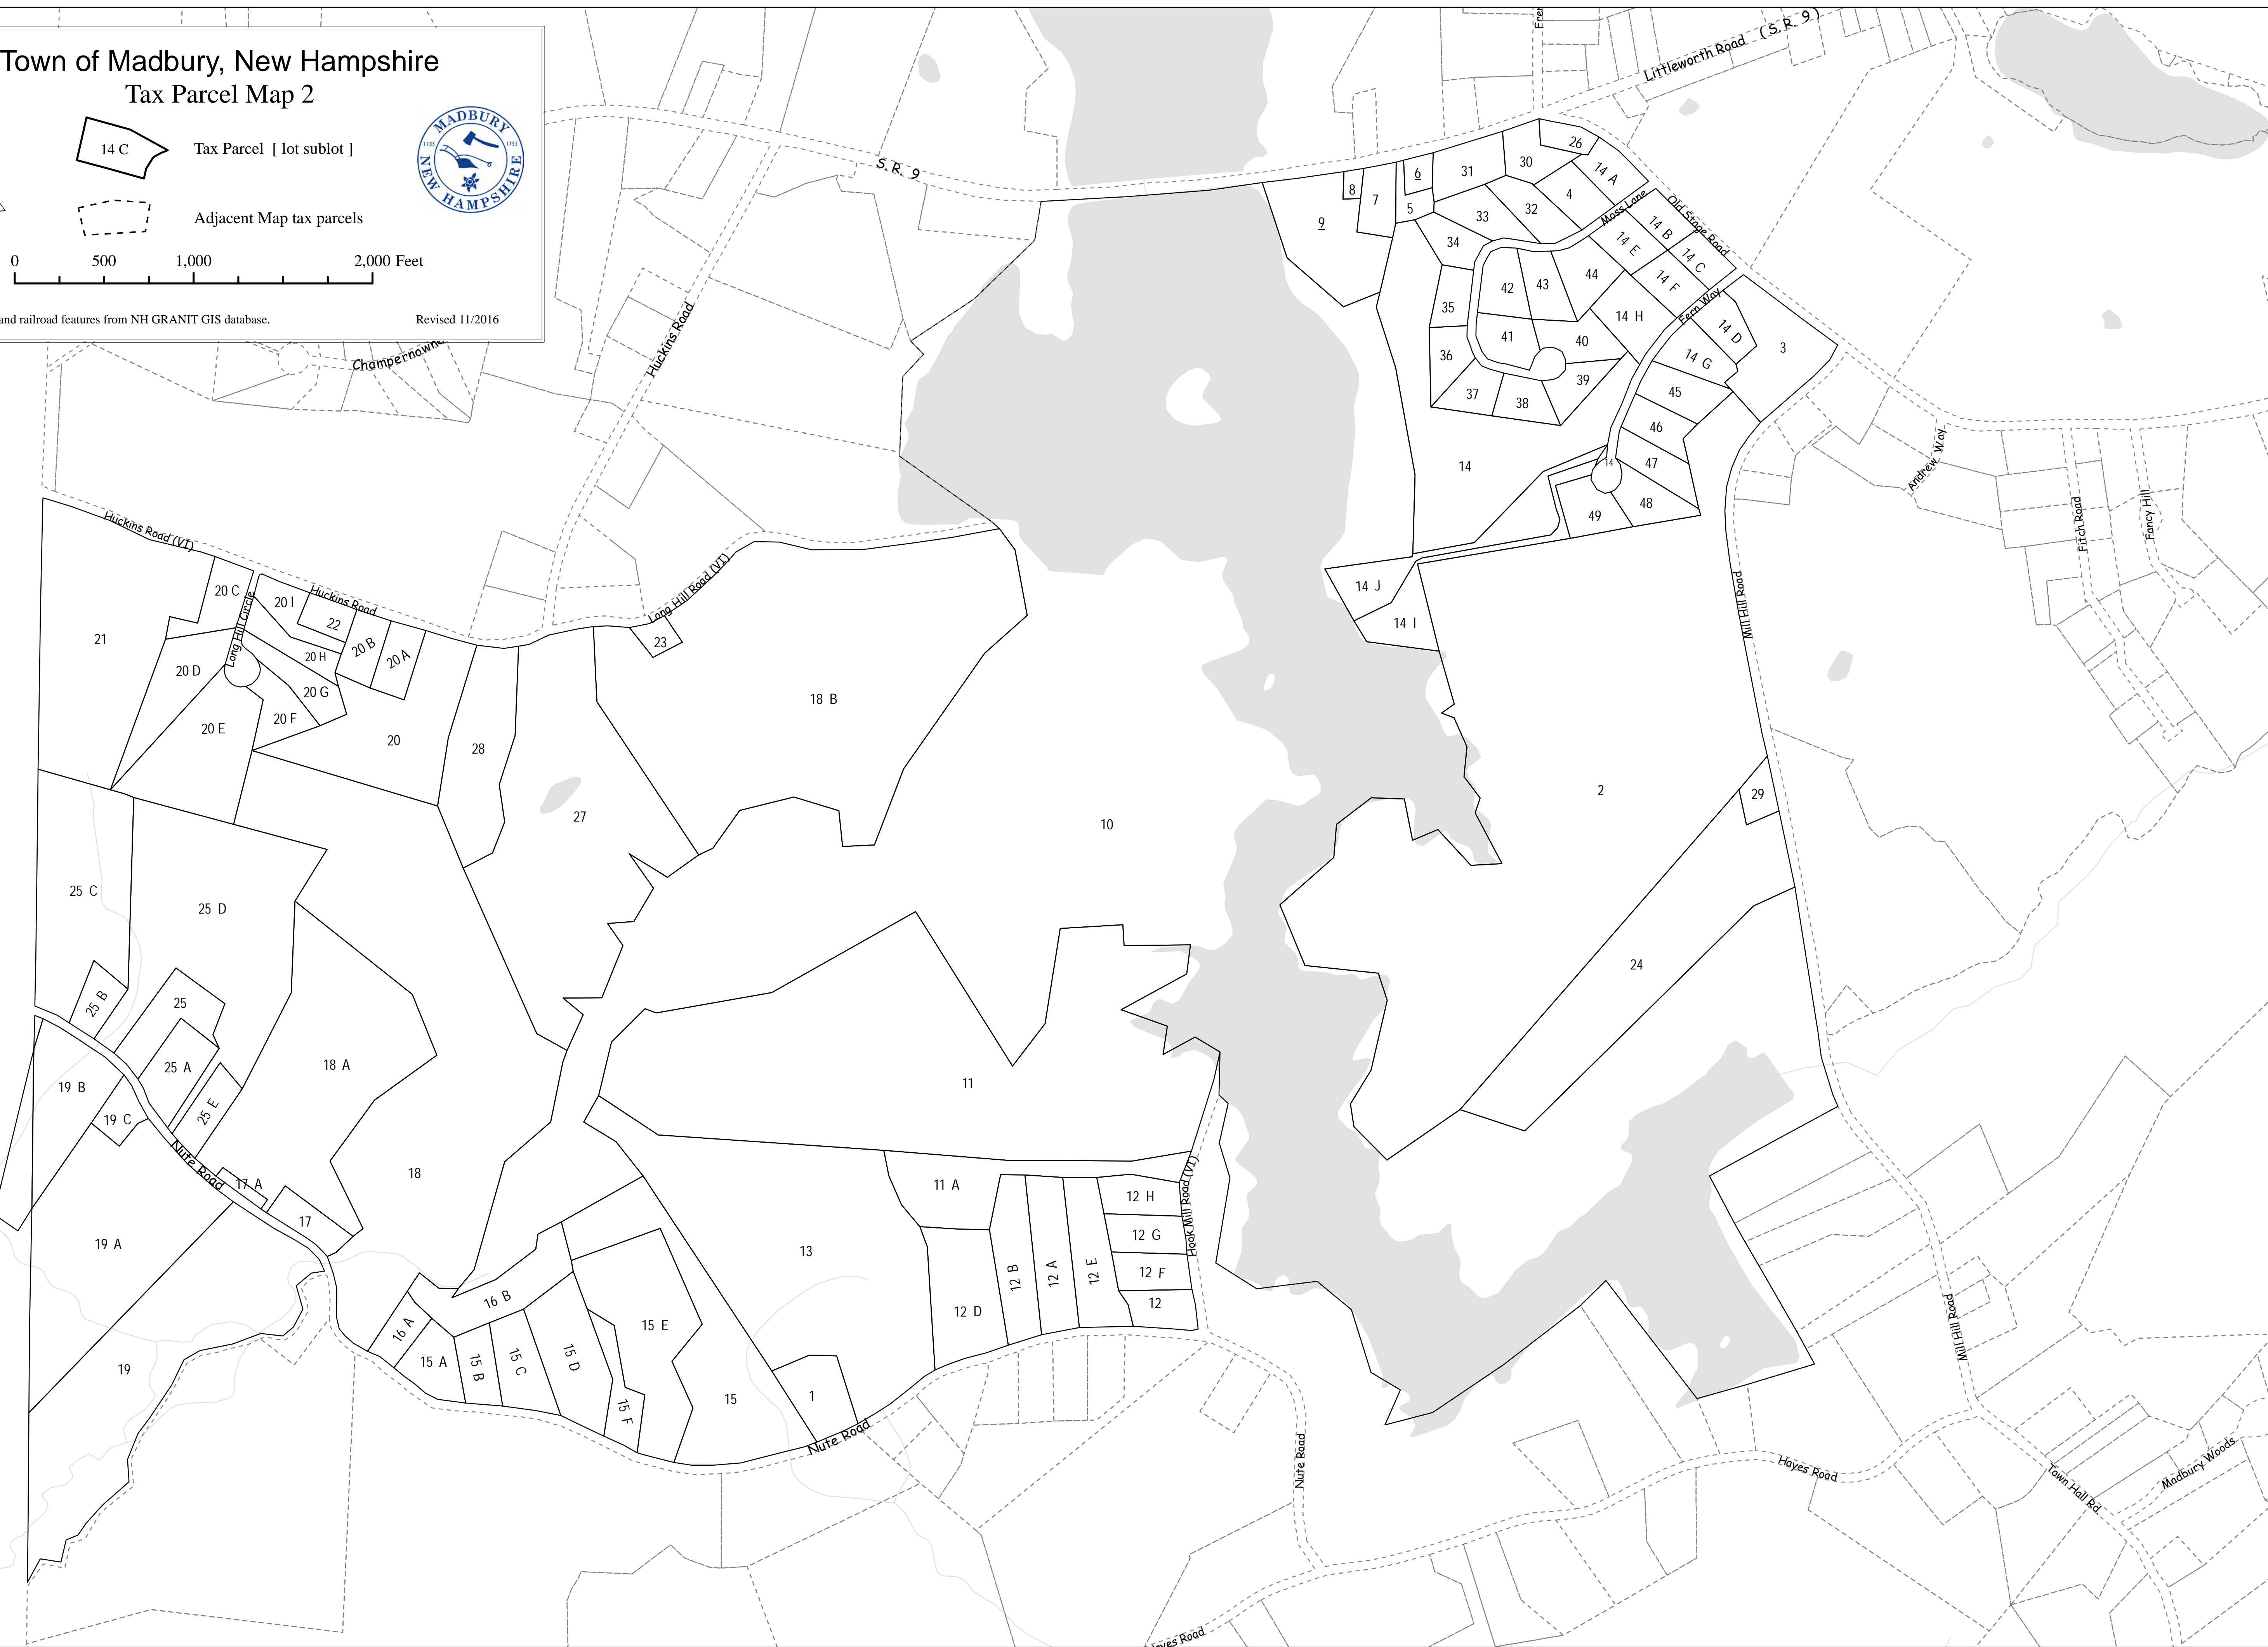 Town of Madbury, New Hampshire
Tax Parcel Map 2
14 C
Tax Parcel [ lot sublot ]
Adjacent Map tax parcels
MADBURY
1735
1755
NEW HAMPSHIRE
0 500 1,000 2,000 Feet
and railroad features from NH GRANIT GIS database.
Revised 11/2016
Littleworth Road ( S. R. 9 )
S. R. 9
Champernowne
Huckins Road
26
30
31
6
8
7
5
9
14 A
4
32
33
34
Moss Lane
Old Stage Road
14 B
14 E
14 C
14 F
44
43
42
35
Fern Way
14 H
14 D
3
41
40
36
14 G
39
37
38
45
46
47
14
14
48
49
Andrew Way
Fitch Road
Fancy Hill
Huckins Road (VI)
Long Hill Road (VI)
14 J
14 I
Mill Hill Road
20 C
20 I
Huckins Road
22
21
Long Hill Circle
20 H
20 B
20 A
23
20 D
20 G
20 F
20 E
20
28
18 B
27
10
2
29
25 C
25 D
24
25 B
25
25 A
18 A
11
19 B
19 C
25 E
Nute Road
17 A
17
18
11 A
12 H
Hook Mill Road (VI)
12 G
12 F
12
19 A
13
12 B
12 A
12 E
12 D
16 B
16 A
15 E
15 A
15 B
15 C
15 D
15 F
15
1
19
Nute Road
Nute Road
Mill Hill Road
Hayes Road
Town Hall Rd
Madbury Woods
Road